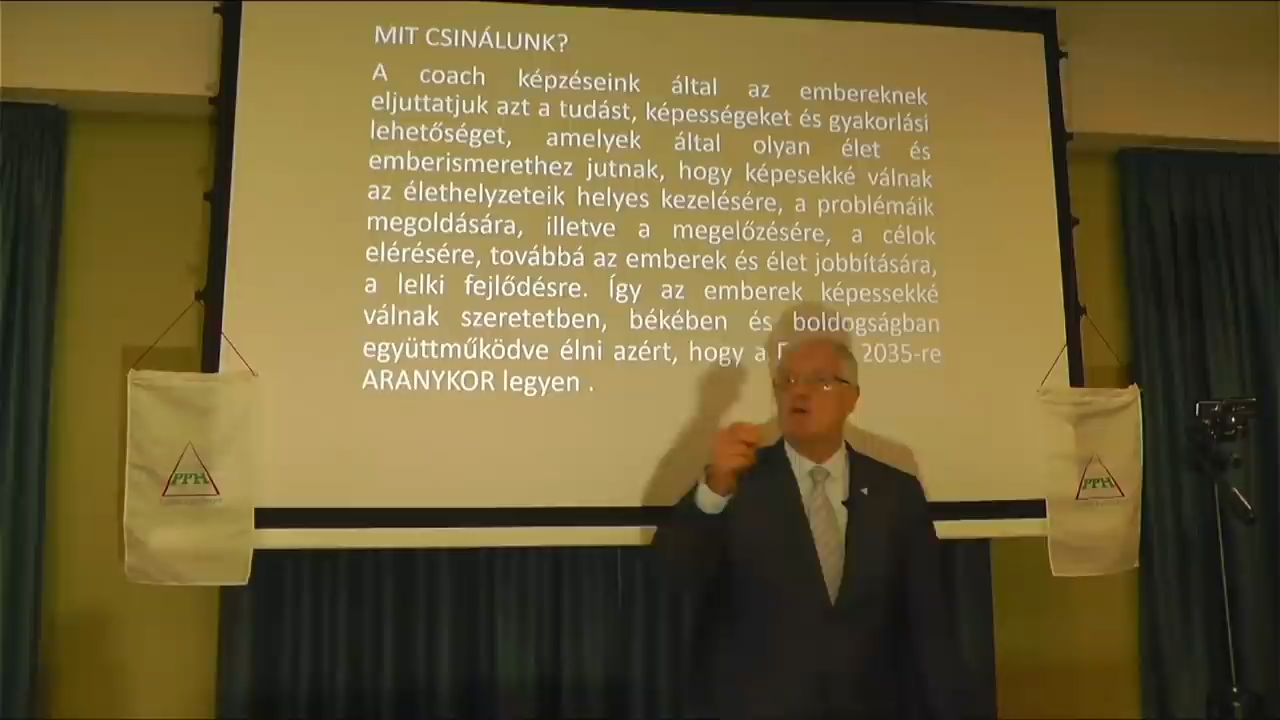 MIT CSINÁLUNK?
A coach képzéseink által az embereknek
eljuttatjuk azt a tudást, képességeket és gyakorlási
lehetőséget, amelyek által olyan élet és
emberismerethez jutnak, hogy képesekké válnak
az élethelyzeteik helyes kezelésére, a problémáik
megoldására, illetve a megelőzésére, a célok
elérésére, továbbá az emberek és élet jobbítására,
a lelki fejlődésre. Így az emberek képessekké
válnak szeretetben, békében és boldogságban
együttműködve élni azért, hogy a 2035-re
ARANYKOR legyen .
PPH
PPH